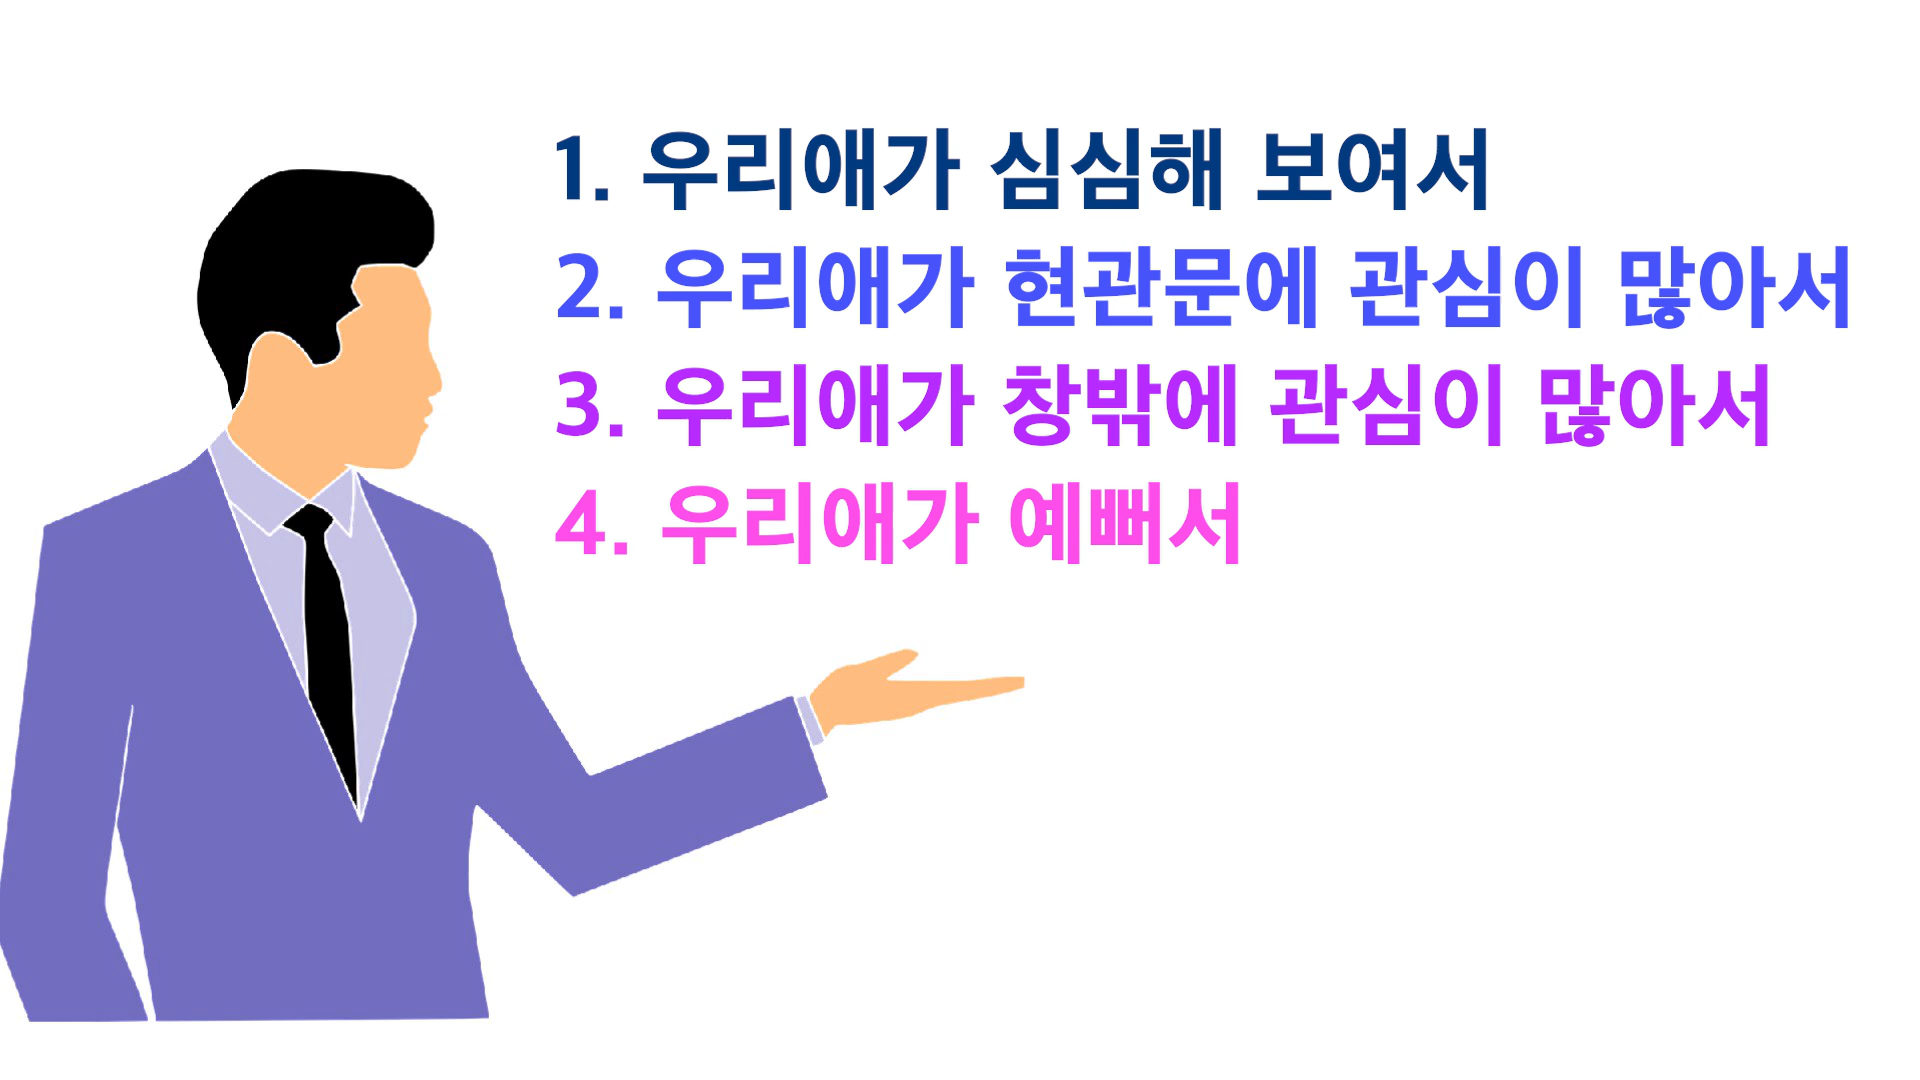 1. 우리애가 심심해 보여서
2. 우리애가 현관문에 관심이 많아서
3. 우리애가 창밖에 관심이 많아서
4. 우리애가 예뻐서